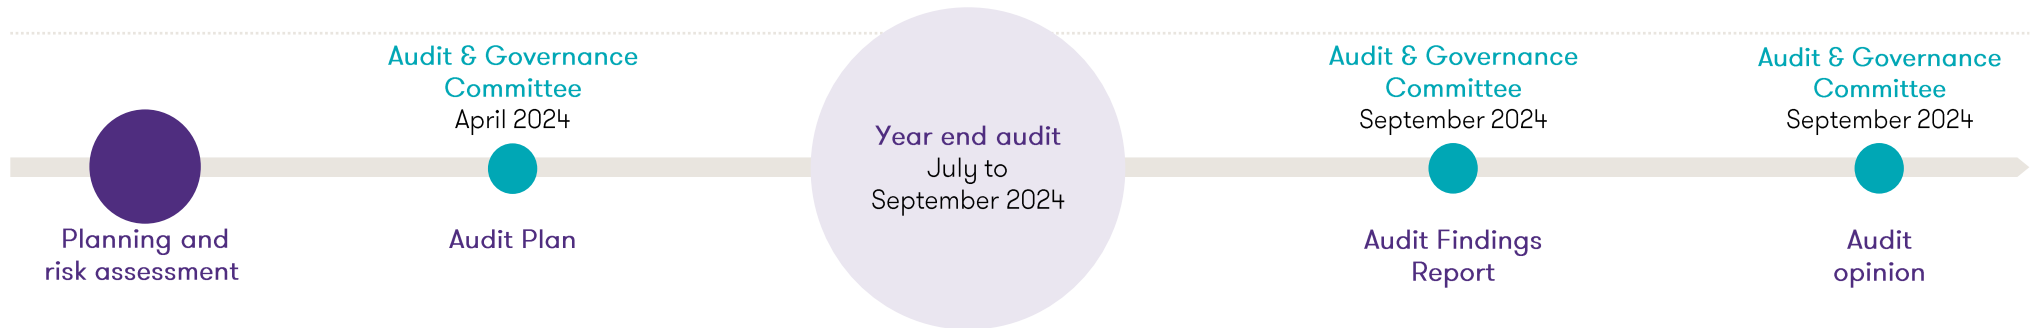 Planning and
risk assessment
Audit & Governance
Committee
April 2024
Audit Plan
Year end audit
July to
September 2024
Audit & Governance
Committee
September 2024
Audit Findings
Report
Audit & Governance
Committee
September 2024
Audit
opinion